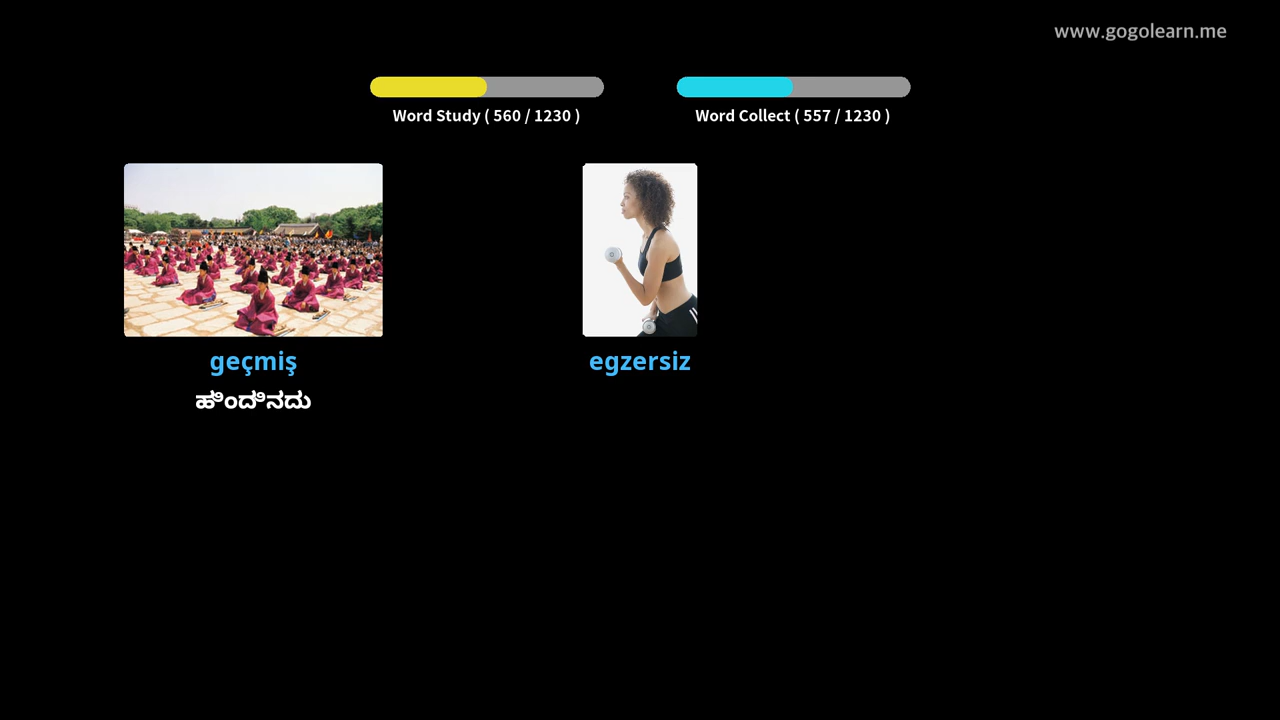 www.gogolearn.me
Word Study ( 560 / 1230 )
Word Collect ( 557 / 1230 )
geçmiş
ಹಿಂದಿನದು
egzersiz